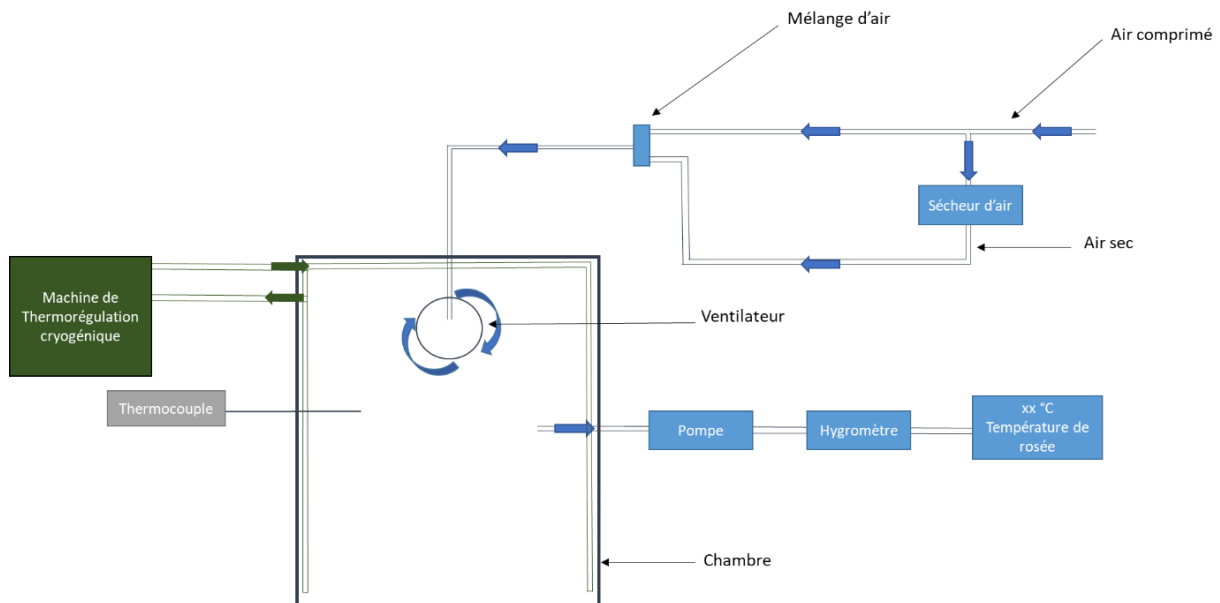 Mélange d'air
Air comprimé
Sécheur d'air
Air sec
Machine de
Thermorégulation
cryogénique
Ventilateur
Thermocouple
Pompe
Hygromètre
xx °C
Température de
rosée
Chambre